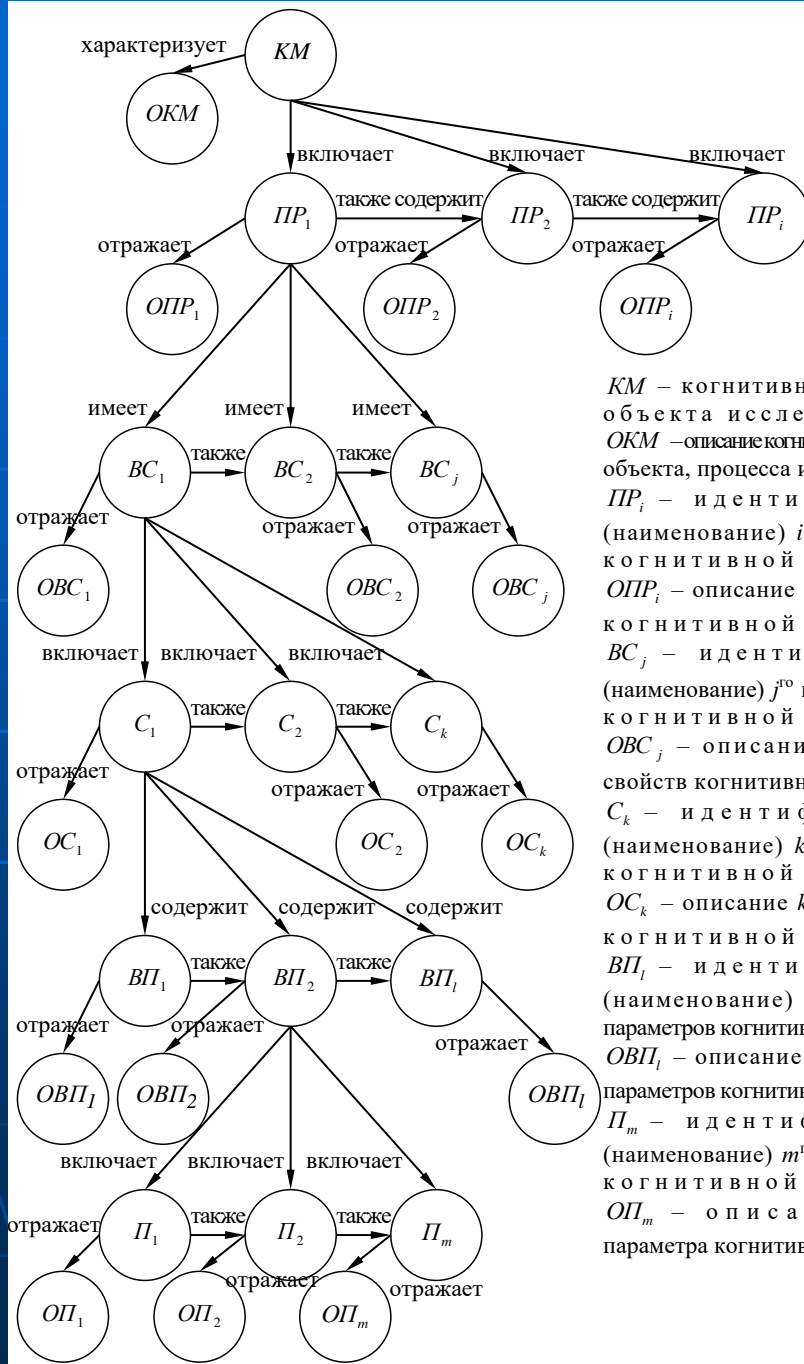 характеризует КМ
ОКМ
включает включает включает
ПР₁ также содержит ПР₂ также содержит ПРᵢ
отражает отражает отражает
ОПР₁ ОПР₂ ОПРᵢ
имеет имеет имеет
ВС₁ также ВС₂ также ВСⱼ
отражает отражает отражает
ОВС₁ ОВС₂ ОВСⱼ
включает включает включает
С₁ также С₂ также Сₖ
отражает отражает отражает
ОС₁ ОС₂ ОСₖ
содержит содержит содержит
ВП₁ также ВП₂ также ВПₗ
отражает отражает отражает
ОВП₁ ОВП₂ ОВПₗ
включает включает включает
отражает П₁ также П₂ также Пₘ
отражает отражает
ОП₁ ОП₂ ОПₘ
КМ – когнитивн
объекта иссле
ОКМ – описание когни
объекта, процесса и
ПРᵢ – иденти
(наименование) i
когнитивной
ОПРᵢ – описание
когнитивной
ВСⱼ – иденти
(наименование) jго
когнитивной
ОВСⱼ – описани
свойств когнитивн
Сₖ – идентиф
(наименование) k
когнитивной
ОСₖ – описание k
когнитивной
ВПₗ – иденти
(наименование)
параметров когнитив
ОВПₗ – описание
параметров когнитив
Пₘ – иденти
(наименование) m
когнитивной
ОПₘ – описа
параметра когнитив